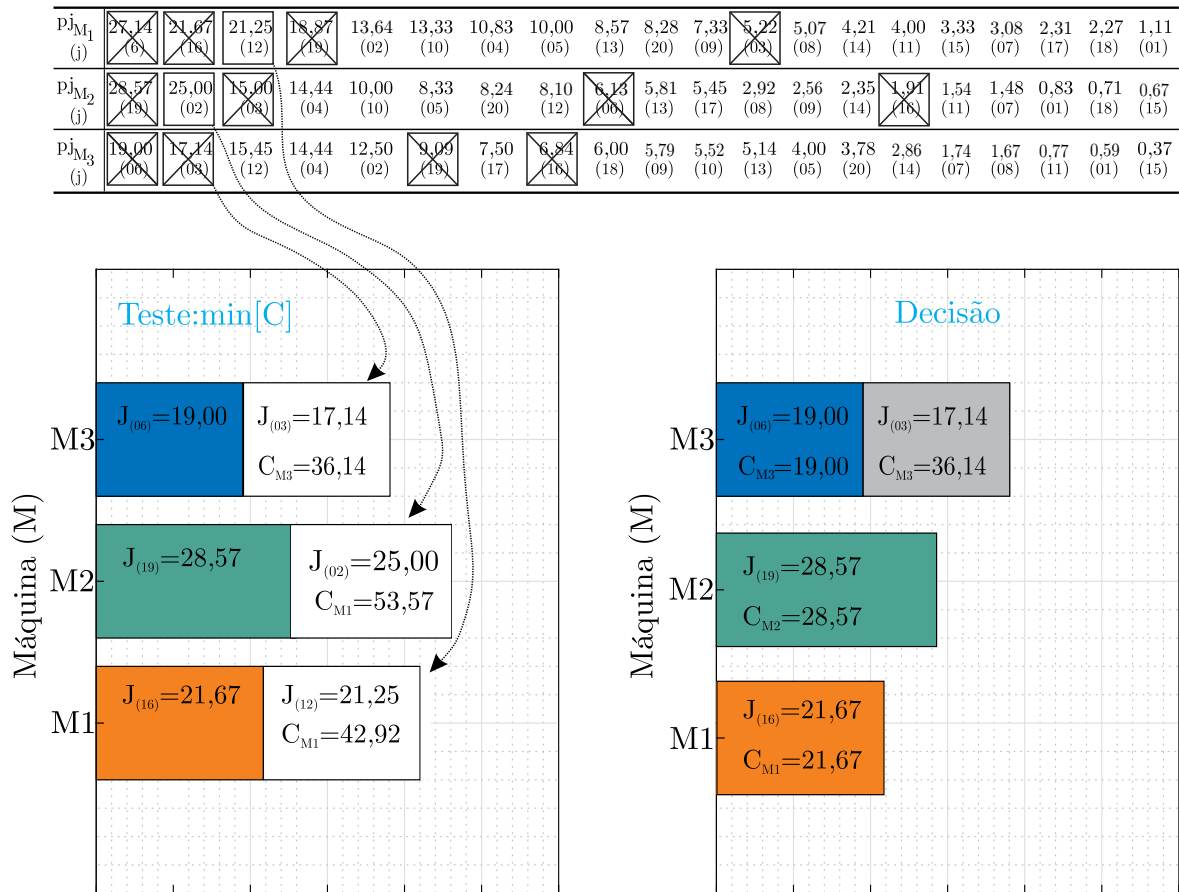 pj M1 27,14 21,67 21,25 18,87 13,64 13,33 10,83 10,00 8,57 8,28 7,33 5,22 5,07 4,21 4,00 3,33 3,08 2,31 2,27 1,11
(j) (6) (16) (12) (19) (02) (10) (04) (05) (13) (20) (09) (03) (08) (14) (11) (15) (07) (17) (18) (01)
pj M2 28,57 25,00 15,00 14,44 10,00 8,33 8,24 8,10 6,13 5,81 5,45 2,92 2,56 2,35 1,91 1,54 1,48 0,83 0,71 0,67
(j) (19) (02) (03) (04) (10) (05) (20) (12) (06) (13) (17) (08) (09) (14) (16) (11) (07) (01) (18) (15)
pj M3 19,00 17,14 15,45 14,44 12,50 9,09 7,50 6,84 6,00 5,79 5,52 5,14 4,00 3,78 2,86 1,74 1,67 0,77 0,59 0,37
(j) (06) (03) (12) (04) (02) (19) (17) (16) (18) (09) (10) (13) (05) (20) (14) (07) (08) (11) (01) (15)
Teste:min[C]
Máquina (M)
M3
J(06)=19,00
J(03)=17,14
CM3=36,14
M2
J(19)=28,57
J(02)=25,00
CM1=53,57
M1
J(16)=21,67
J(12)=21,25
CM1=42,92
Decisão
Máquina (M)
M3
J(06)=19,00
CM3=19,00
J(03)=17,14
CM3=36,14
M2
J(19)=28,57
CM2=28,57
M1
J(16)=21,67
CM1=21,67